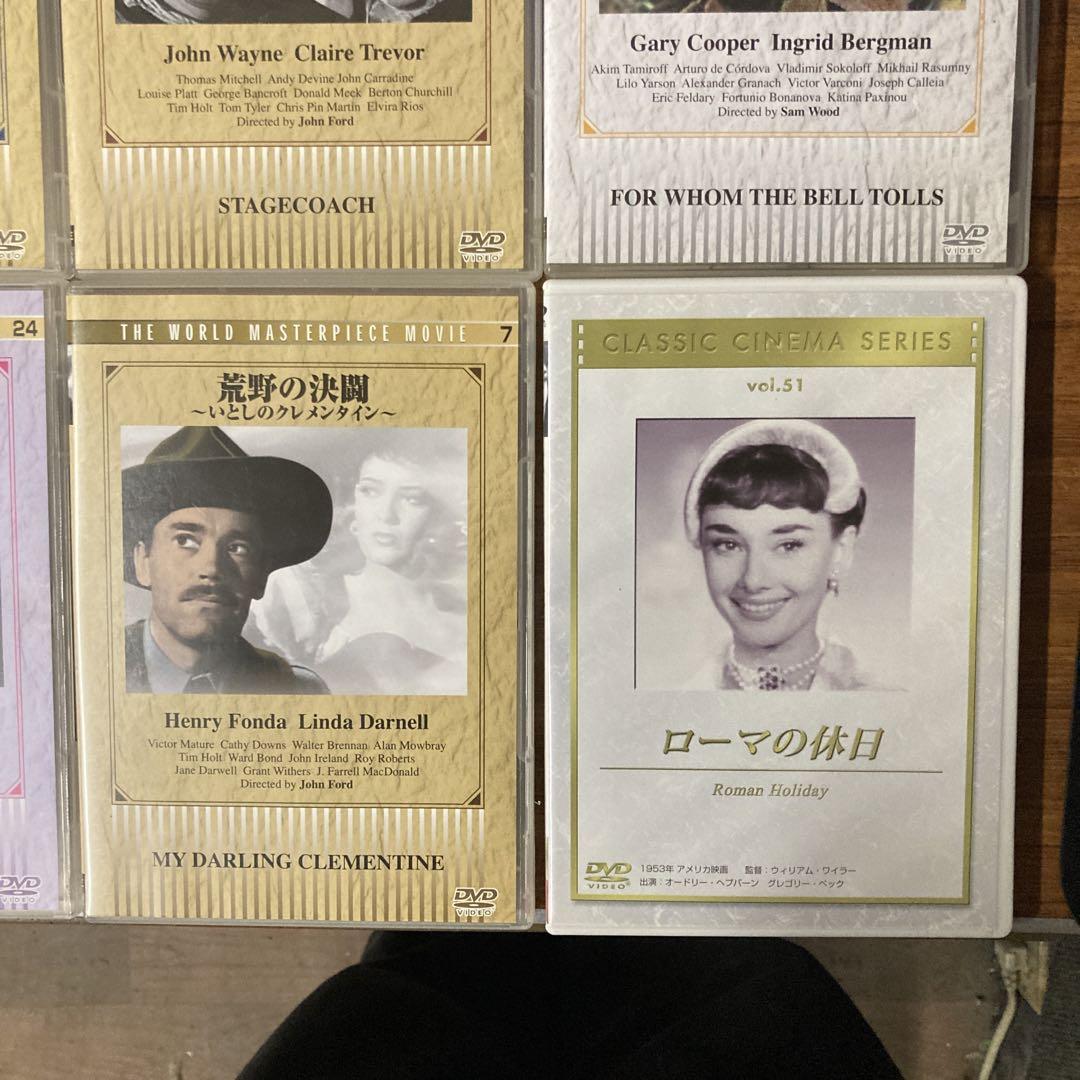 John Wayne Claire Trevor
Thomas Mitchell Andy Devine John Carradine
Louise Platt George Bancroft Donald Meek Berton Churchill
Tim Holt Tom Tyler Chris Pin Martin Elvira Rios
Directed by John Ford
STAGECOACH
DVD
VIDEO
Gary Cooper Ingrid Bergman
Akim Tamiroff Arturo de Córdova Vladimir Sokoloff Mikhail Rasumny
Lilo Yarson Alexander Granach Victor Varconi Joseph Calleia
Eric Feldary Fortunio Bonanova Katina Paxinou
Directed by Sam Wood
FOR WHOM THE BELL TOLLS
DVD
VIDEO
24
THE WORLD MASTERPIECE MOVIE 7
荒野の決闘
～いとしのクレメンタイン～
Henry Fonda Linda Darnell
Victor Mature Cathy Downs Walter Brennan Alan Mowbray
Tim Holt Ward Bond John Ireland Roy Roberts
Jane Darwell Grant Withers J. Farrell MacDonald
Directed by John Ford
MY DARLING CLEMENTINE
DVD
VIDEO
CLASSIC CINEMA SERIES
vol.51
ローマの休日
Roman Holiday
DVD
VIDEO
1953年 アメリカ映画 監督：ウィリアム・ワイラー
出演：オードリー・ヘプバーン グレゴリー・ペック